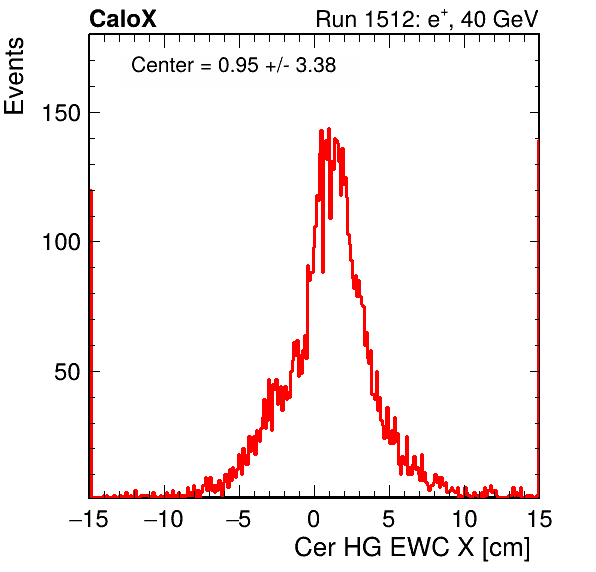 CaloX Run 1512: e⁺, 40 GeV
Center = 0.95 +/- 3.38
Events
150
100
50
−15 −10 −5 0 5 10 15
Cer HG EWC X [cm]